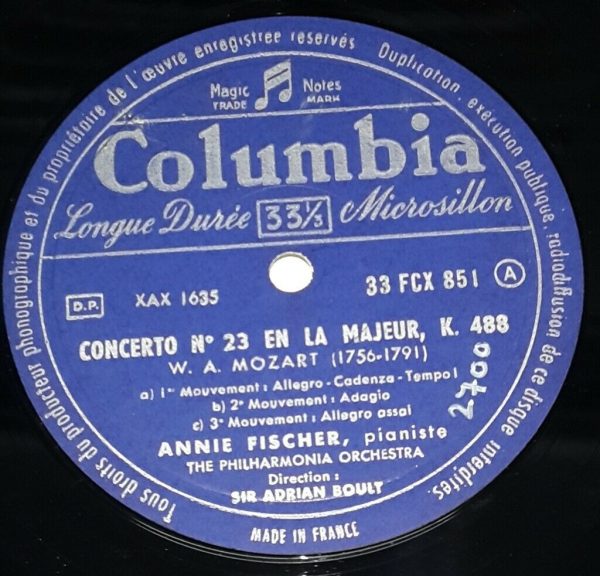 Tous droits du producteur phonographique et du propriétaire de l'œuvre enregistrée réservés Duplication, exécution publique, radiodiffusion de ce disque interdites.
Magic Notes
TRADE MARK
Columbia
Longue Durée 33⅓ Microsillon
D.P. XAX 1635 33 FCX 851 A
CONCERTO Nº 23 EN LA MAJEUR, K. 488
W. A. MOZART (1756-1791)
a) 1er Mouvement : Allegro - Cadenza - Tempo I
b) 2e Mouvement : Adagio
c) 3e Mouvement : Allegro assaï
2700
ANNIE FISCHER, pianiste
THE PHILHARMONIA ORCHESTRA
Direction :
SIR ADRIAN BOULT
MADE IN FRANCE